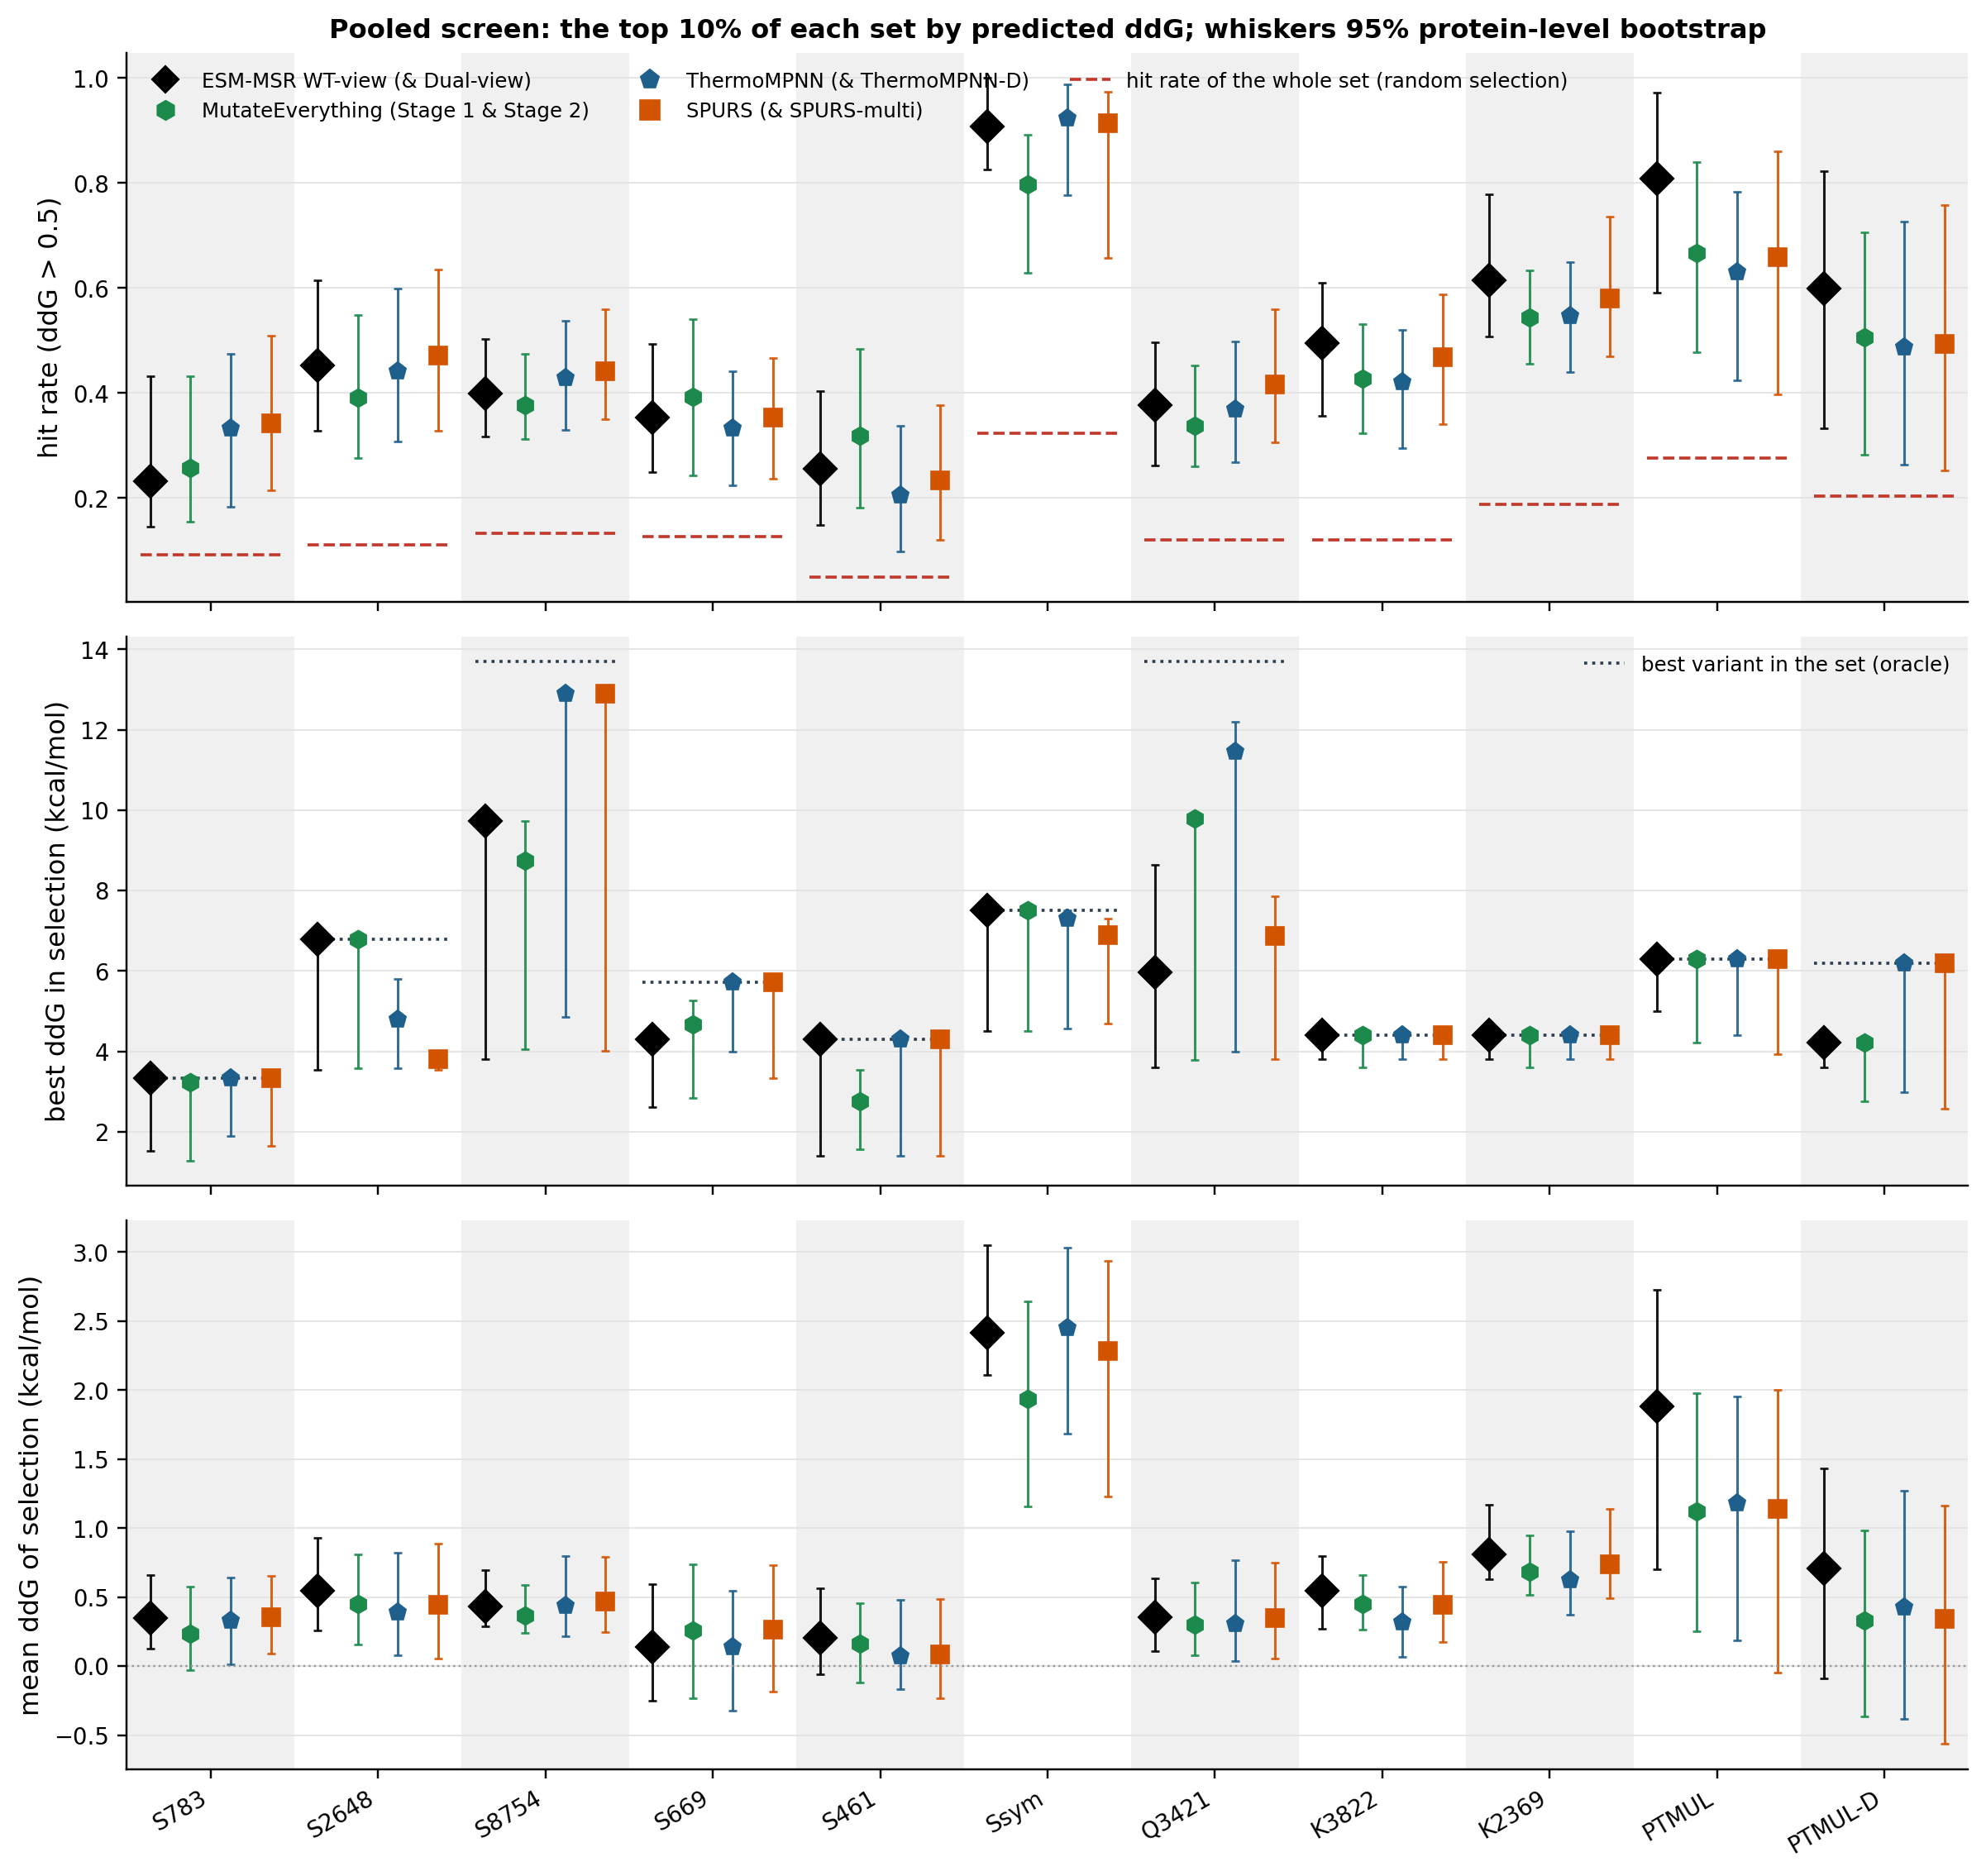 Pooled screen: the top 10% of each set by predicted ddG; whiskers 95% protein-level bootstrap
ESM-MSR WT-view (& Dual-view)
MutateEverything (Stage 1 & Stage 2)
ThermoMPNN (& ThermoMPNN-D)
SPURS (& SPURS-multi)
hit rate of the whole set (random selection)
hit rate (ddG > 0.5)
1.0
0.8
0.6
0.4
0.2
best variant in the set (oracle)
best ddG in selection (kcal/mol)
14
12
10
8
6
4
2
mean ddG of selection (kcal/mol)
3.0
2.5
2.0
1.5
1.0
0.5
0.0
−0.5
S783
S2648
S8754
S669
S461
Ssym
Q3421
K3822
K2369
PTMUL
PTMUL-D